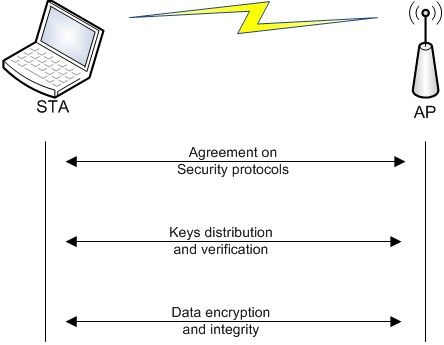 STA
AP
Agreement on
Security protocols
Keys distribution
and verification
Data encryption
and integrity